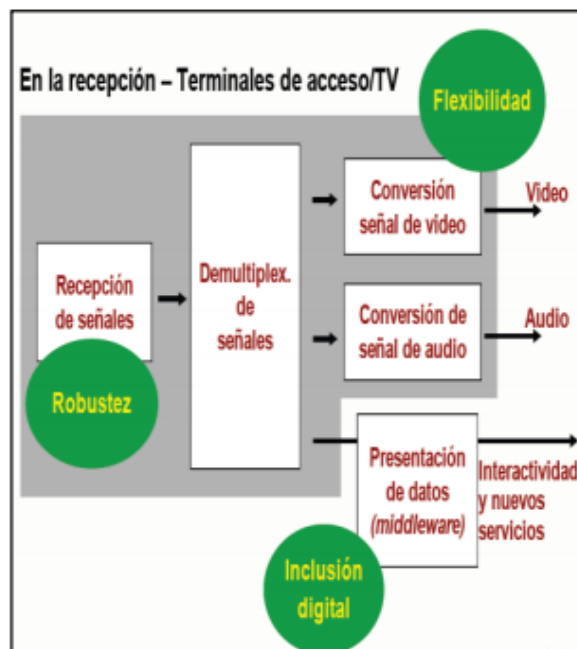 En la recepción – Terminales de acceso/TV
Flexibilidad
Recepción
de señales
Robustez
Demultiplex.
de
señales
Conversión
señal de video
Video
Conversión de
señal de audio
Audio
Presentación
de datos
(middleware)
Interactividad
y nuevos
servicios
Inclusión
digital